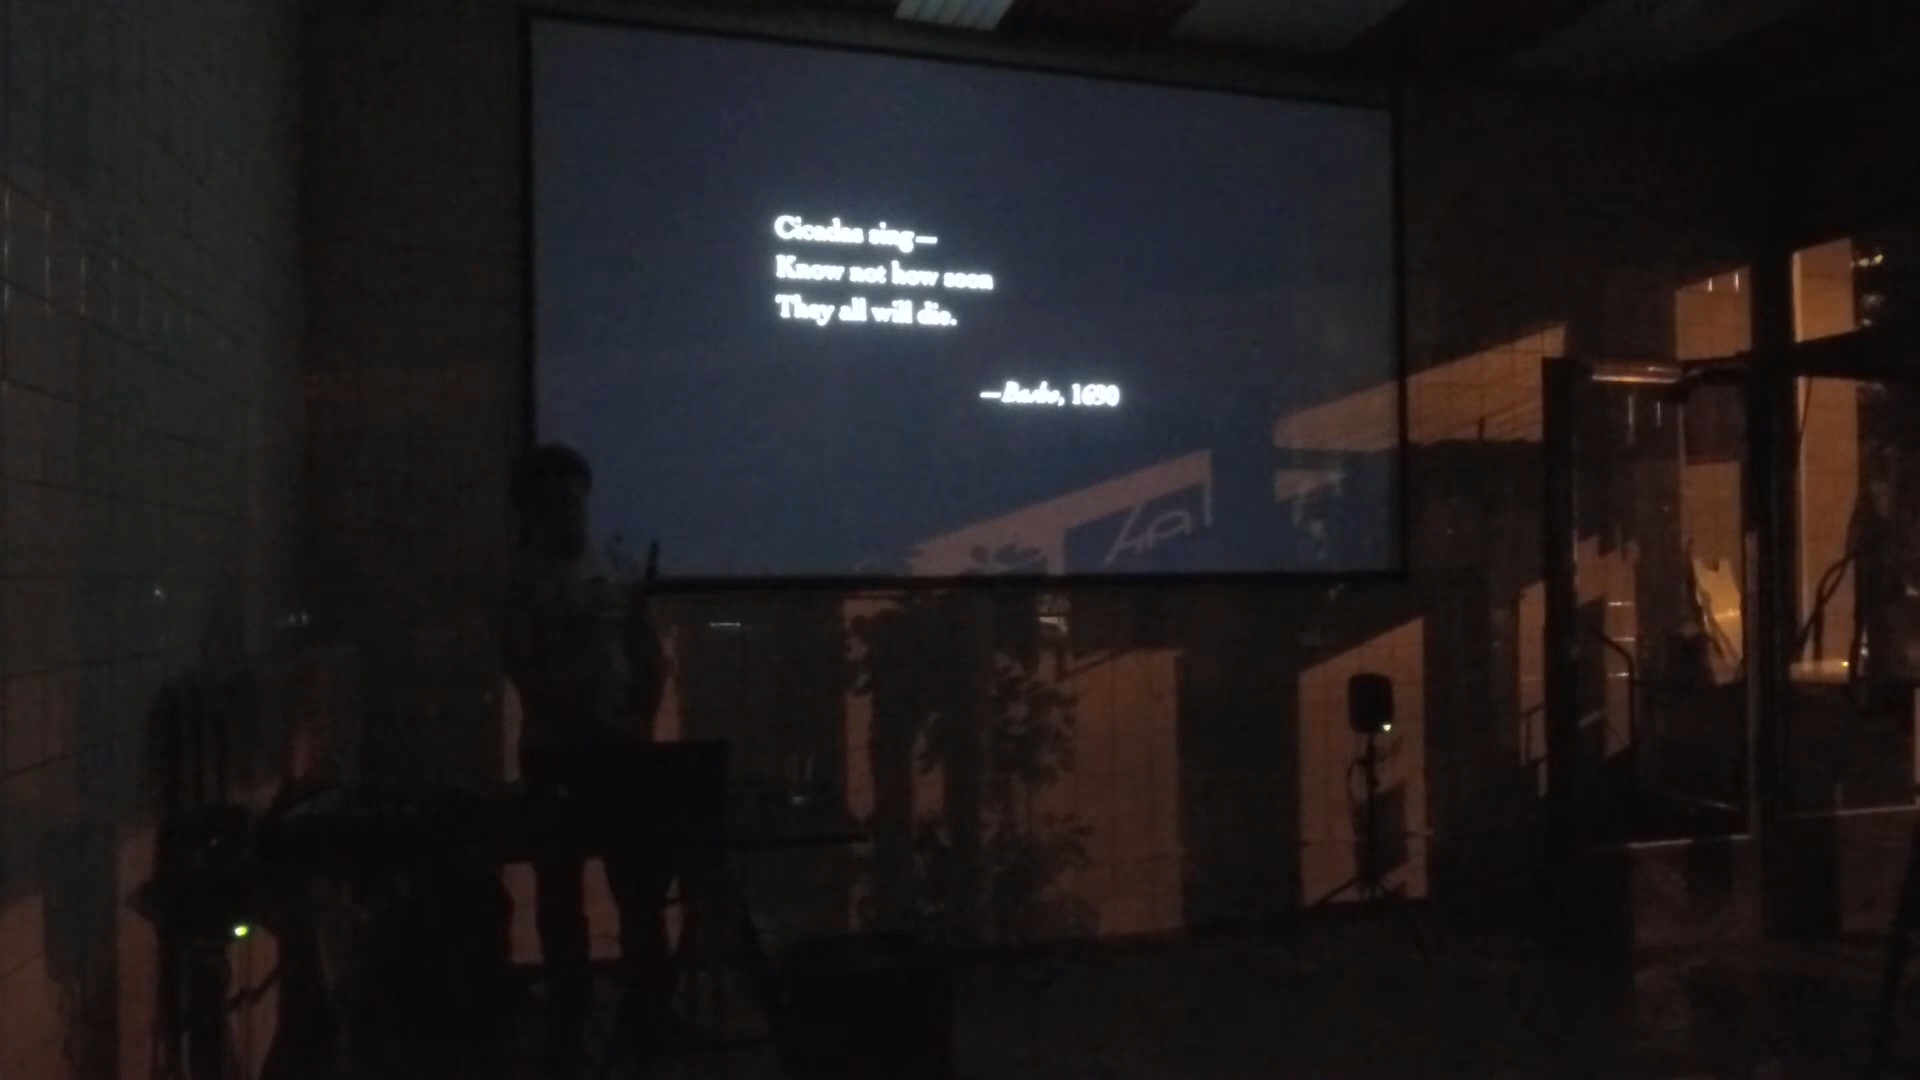 Cicadas sing—
Know not how soon
They all will die.
—Basho, 1690